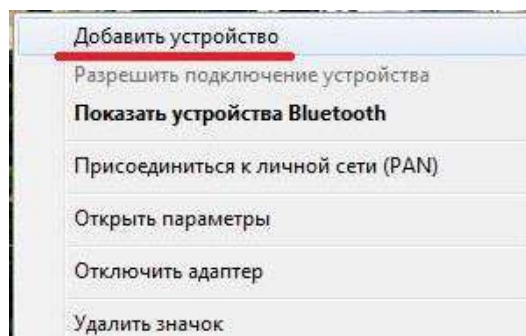 Добавить устройство
Разрешить подключение устройства
Показать устройства Bluetooth
Присоединиться к личной сети (PAN)
Открыть параметры
Отключить адаптер
Удалить значок